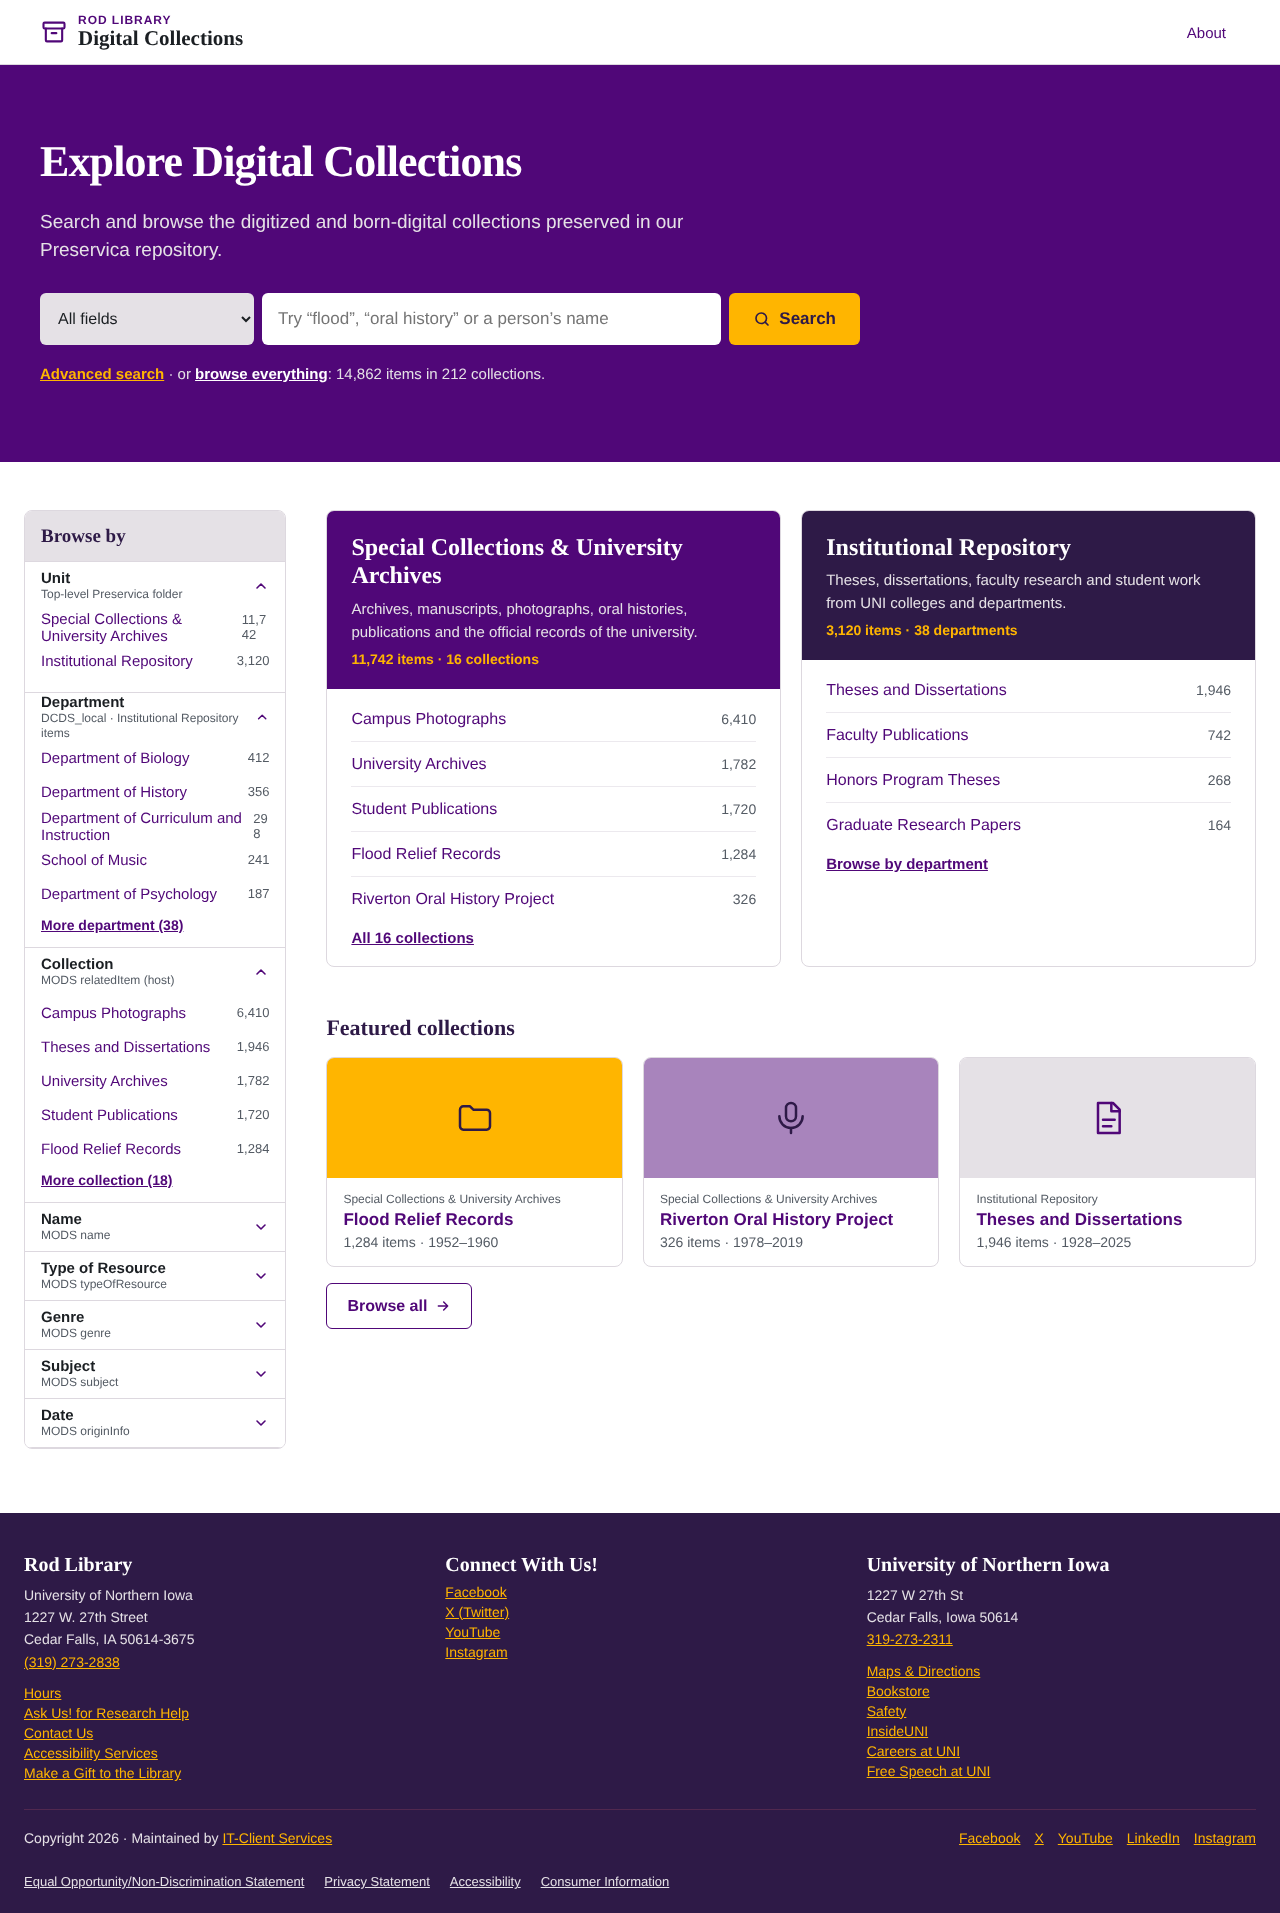 ROD LIBRARY
Digital Collections
About
Explore Digital Collections
Search and browse the digitized and born-digital collections preserved in our
Preservica repository.
All fields
Try “flood”, “oral history” or a person’s name
Search
Advanced search · or browse everything: 14,862 items in 212 collections.
Browse by
Unit
Top-level Preservica folder
Special Collections &
University Archives
11,7
42
Institutional Repository 3,120
Department
DCDS_local · Institutional Repository
items
Department of Biology 412
Department of History 356
Department of Curriculum and
Instruction
29
8
School of Music 241
Department of Psychology 187
More department (38)
Collection
MODS relatedItem (host)
Campus Photographs 6,410
Theses and Dissertations 1,946
University Archives 1,782
Student Publications 1,720
Flood Relief Records 1,284
More collection (18)
Name
MODS name
Type of Resource
MODS typeOfResource
Genre
MODS genre
Subject
MODS subject
Date
MODS originInfo
Special Collections & University
Archives
Archives, manuscripts, photographs, oral histories,
publications and the official records of the university.
11,742 items · 16 collections
Campus Photographs 6,410
University Archives 1,782
Student Publications 1,720
Flood Relief Records 1,284
Riverton Oral History Project 326
All 16 collections
Institutional Repository
Theses, dissertations, faculty research and student work
from UNI colleges and departments.
3,120 items · 38 departments
Theses and Dissertations 1,946
Faculty Publications 742
Honors Program Theses 268
Graduate Research Papers 164
Browse by department
Featured collections
Special Collections & University Archives
Flood Relief Records
1,284 items · 1952–1960
Special Collections & University Archives
Riverton Oral History Project
326 items · 1978–2019
Institutional Repository
Theses and Dissertations
1,946 items · 1928–2025
Browse all
Rod Library
University of Northern Iowa
1227 W. 27th Street
Cedar Falls, IA 50614-3675
(319) 273-2838
Hours
Ask Us! for Research Help
Contact Us
Accessibility Services
Make a Gift to the Library
Connect With Us!
Facebook
X (Twitter)
YouTube
Instagram
University of Northern Iowa
1227 W 27th St
Cedar Falls, Iowa 50614
319-273-2311
Maps & Directions
Bookstore
Safety
InsideUNI
Careers at UNI
Free Speech at UNI
Copyright 2026 · Maintained by IT-Client Services
Facebook X YouTube LinkedIn Instagram
Equal Opportunity/Non-Discrimination Statement Privacy Statement Accessibility Consumer Information